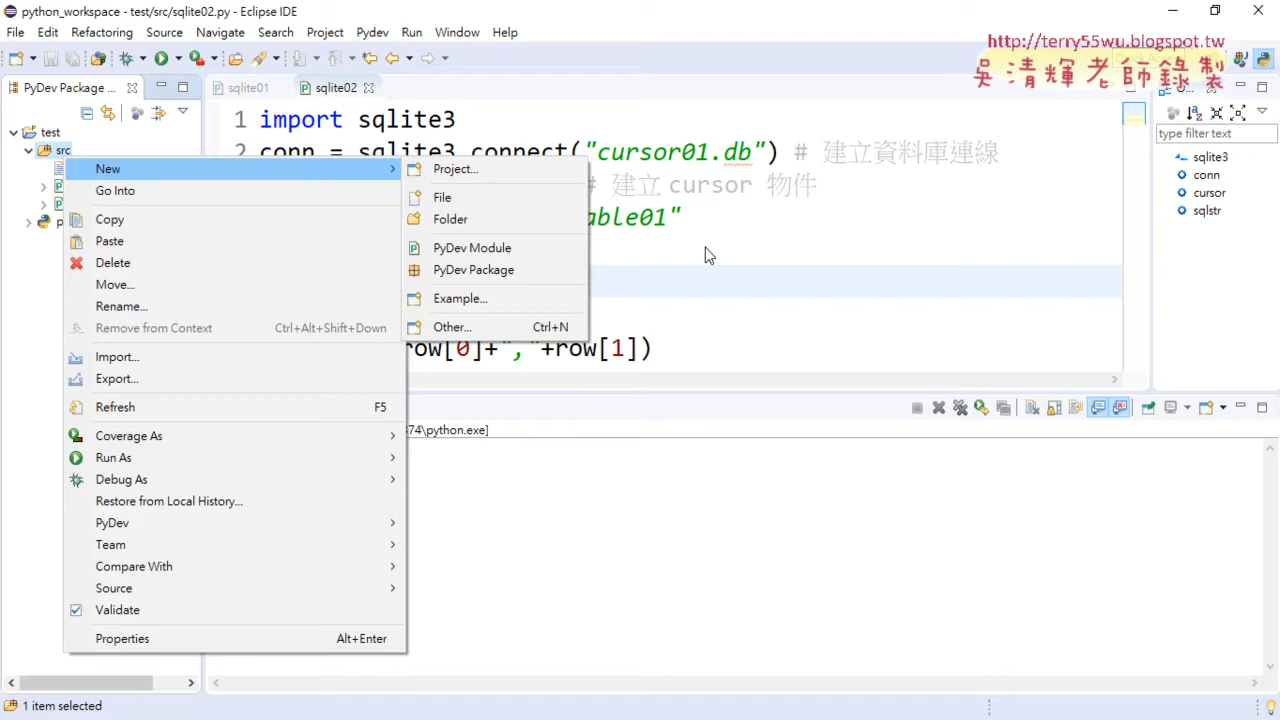 python_workspace - test/src/sqlite02.py - Eclipse IDE
File Edit Refactoring Source Navigate Search Project Pydev Run Window Help
http://terry55wu.blogspot.tw
吳清輝老師錄製
PyDev Package ...
sqlite01
sqlite02
test
src
1 import sqlite3
2 conn = sqlite3.connect("cursor01.db") # 建立資料庫連線
# 建立 cursor 物件
able01"
row[0]+","+row[1])
type filter text
sqlite3
conn
cursor
sqlstr
New
Go Into
Copy
Paste
Delete
Move...
Rename...
Remove from Context Ctrl+Alt+Shift+Down
Import...
Export...
Refresh F5
Coverage As
Run As
Debug As
Restore from Local History...
PyDev
Team
Compare With
Source
Validate
Properties Alt+Enter
Project...
File
Folder
PyDev Module
PyDev Package
Example...
Other... Ctrl+N
74\python.exe]
1 item selected